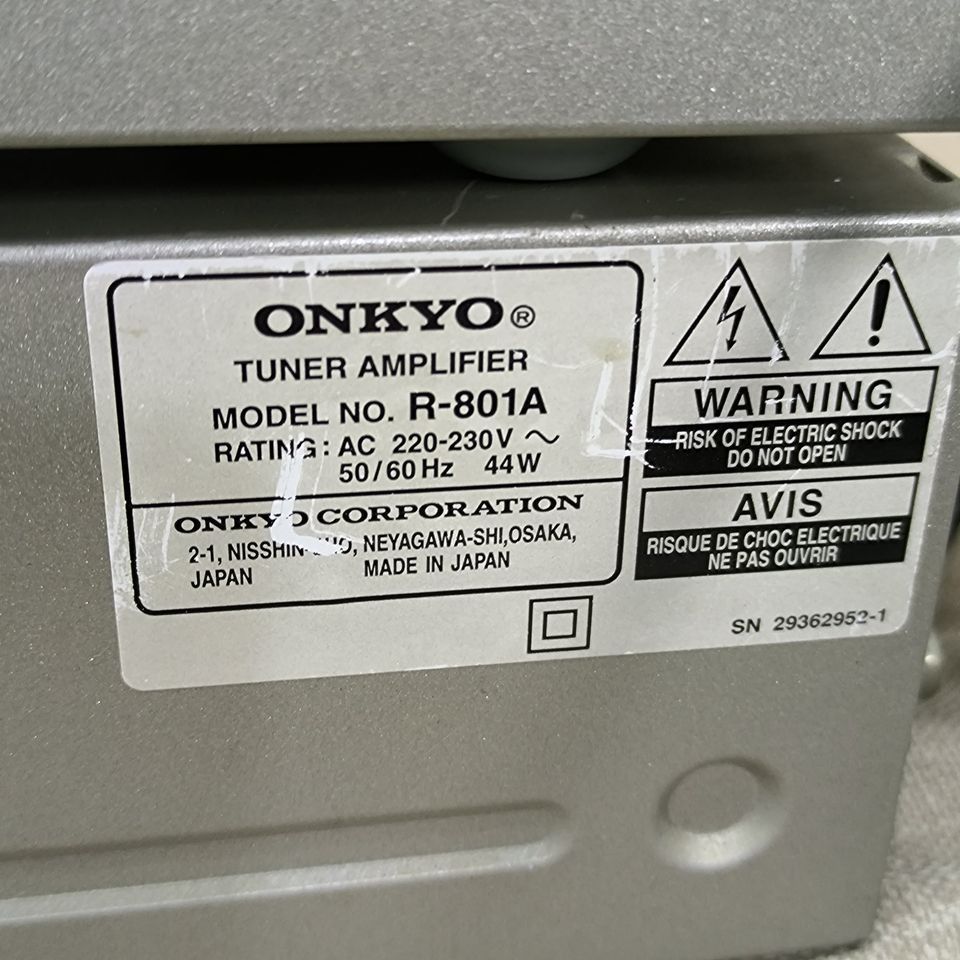 ONKYO®
TUNER AMPLIFIER
MODEL NO. R-801A
RATING: AC 220-230V ~
50/60 Hz 44W
ONKYO CORPORATION
2-1, NISSHIN- , NEYAGAWA-SHI, OSAKA,
JAPAN MADE IN JAPAN
WARNING
RISK OF ELECTRIC SHOCK
DO NOT OPEN
AVIS
RISQUE DE CHOC ELECTRIQUE
NE PAS OUVRIR
SN 29362952-1